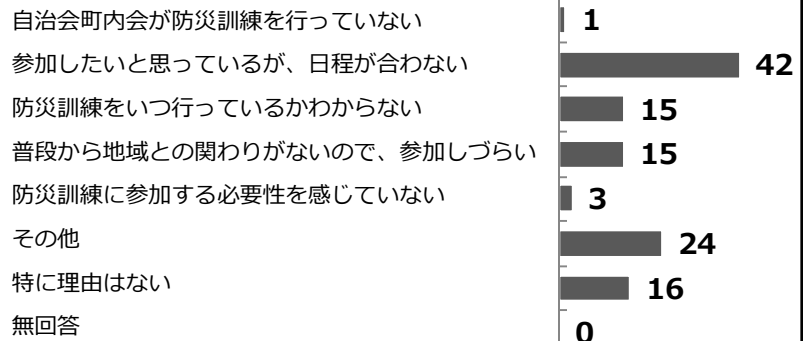 自治会町内会が防災訓練を行っていない 1
参加したいと思っているが、日程が合わない 42
防災訓練をいつ行っているかわからない 15
普段から地域との関わりがないので、参加しづらい 15
防災訓練に参加する必要性を感じていない 3
その他 24
特に理由はない 16
無回答 0